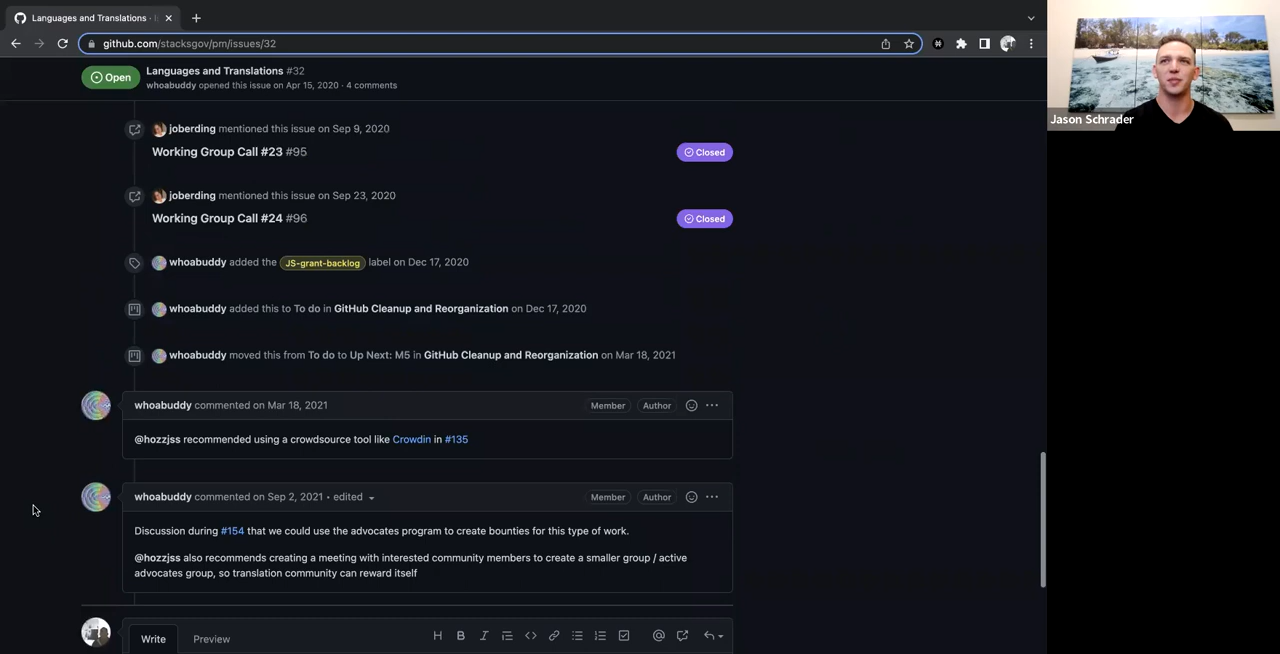 Languages and Translations ·
github.com/stacksgov/pm/issues/32
Open
Languages and Translations #32
whoabuddy opened this issue on Apr 15, 2020 · 4 comments
joberding mentioned this issue on Sep 9, 2020
Working Group Call #23 #95
Closed
joberding mentioned this issue on Sep 23, 2020
Working Group Call #24 #96
Closed
whoabuddy added the JS-grant-backlog label on Dec 17, 2020
whoabuddy added this to To do in GitHub Cleanup and Reorganization on Dec 17, 2020
whoabuddy moved this from To do to Up Next: M5 in GitHub Cleanup and Reorganization on Mar 18, 2021
whoabuddy commented on Mar 18, 2021 Member Author
@hozzjss recommended using a crowdsource tool like Crowdin in #135
whoabuddy commented on Sep 2, 2021 • edited Member Author
Discussion during #154 that we could use the advocates program to create bounties for this type of work.
@hozzjss also recommends creating a meeting with interested community members to create a smaller group / active
advocates group, so translation community can reward itself
Write Preview H B I
Jason Schrader